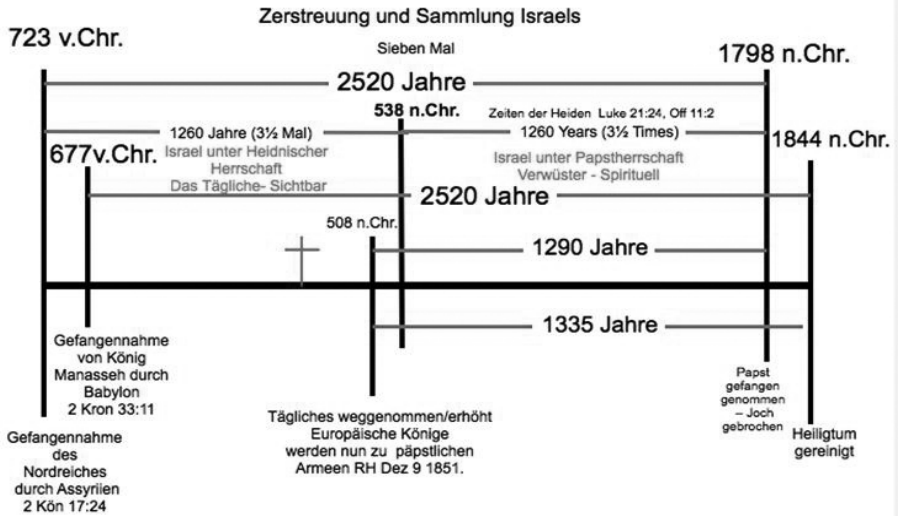 Zerstreuung und Sammlung Israels
723 v.Chr.
Sieben Mal
1798 n.Chr.
2520 Jahre
538 n.Chr.
Zeiten der Heiden Luke 21:24, Off 11:2
1260 Jahre (3½ Mal)
1260 Years (3½ Times)
1844 n.Chr.
677v.Chr.
Israel unter Heidnischer
Herrschaft
Das Tägliche- Sichtbar
Israel unter Papstherrschaft
Verwüster - Spirituell
2520 Jahre
508 n.Chr.
1290 Jahre
1335 Jahre
Gefangennahme
von König
Manasseh durch
Babylon
2 Kron 33:11
Gefangennahme
des
Nordreiches
durch Assyriien
2 Kön 17:24
Tägliches weggenommen/erhöht
Europäische Könige
werden nun zu päpstlichen
Armeen RH Dez 9 1851.
Papst
gefangen
genommen
– Joch
gebrochen
Heiligtum
gereinigt